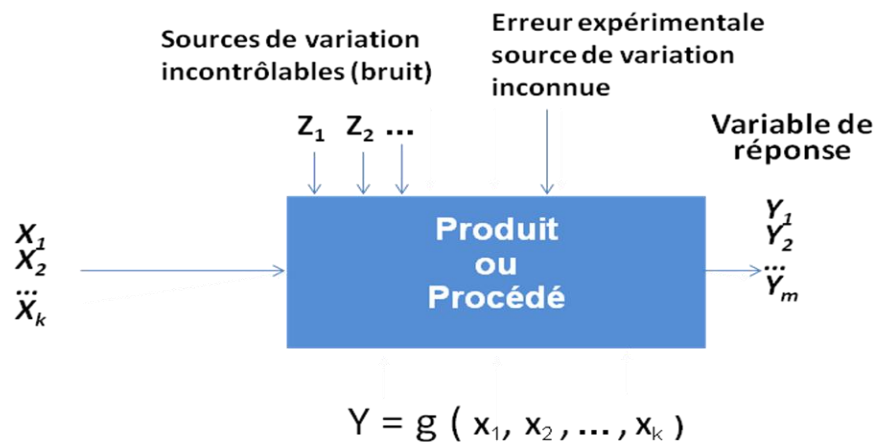 Sources de variation
incontrôlables (bruit)
Erreur expérimentale
source de variation
inconnue
Z1 Z2 ...
Variable de
réponse
X1
X2
...
Xk
Produit
ou
Procédé
Y1
Y2
...
Ym
Y = g ( x1, x2 , ... , xk )